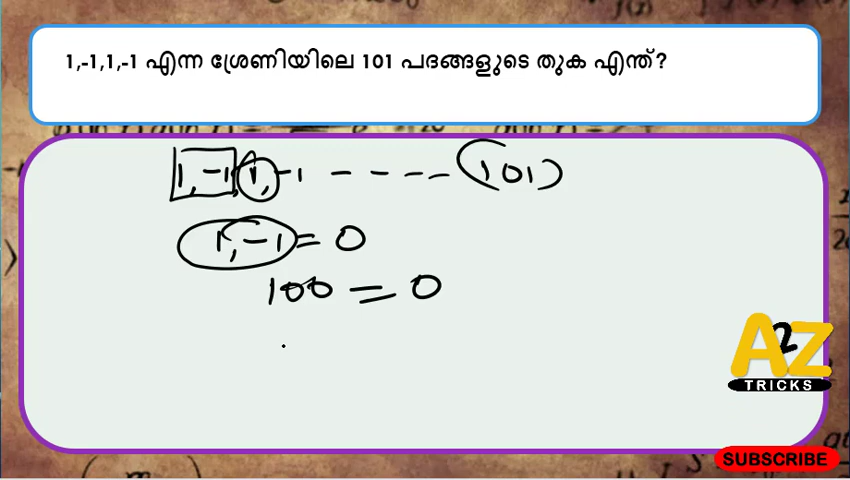 1,-1,1,-1 എന്ന ശ്രേണിയിലെ 101 പദങ്ങളുടെ തുക എന്ത്?
1, -1, 1, -1 - - - - - (101)
1, -1 = 0
100 = 0
A2Z
TRICKS
SUBSCRIBE